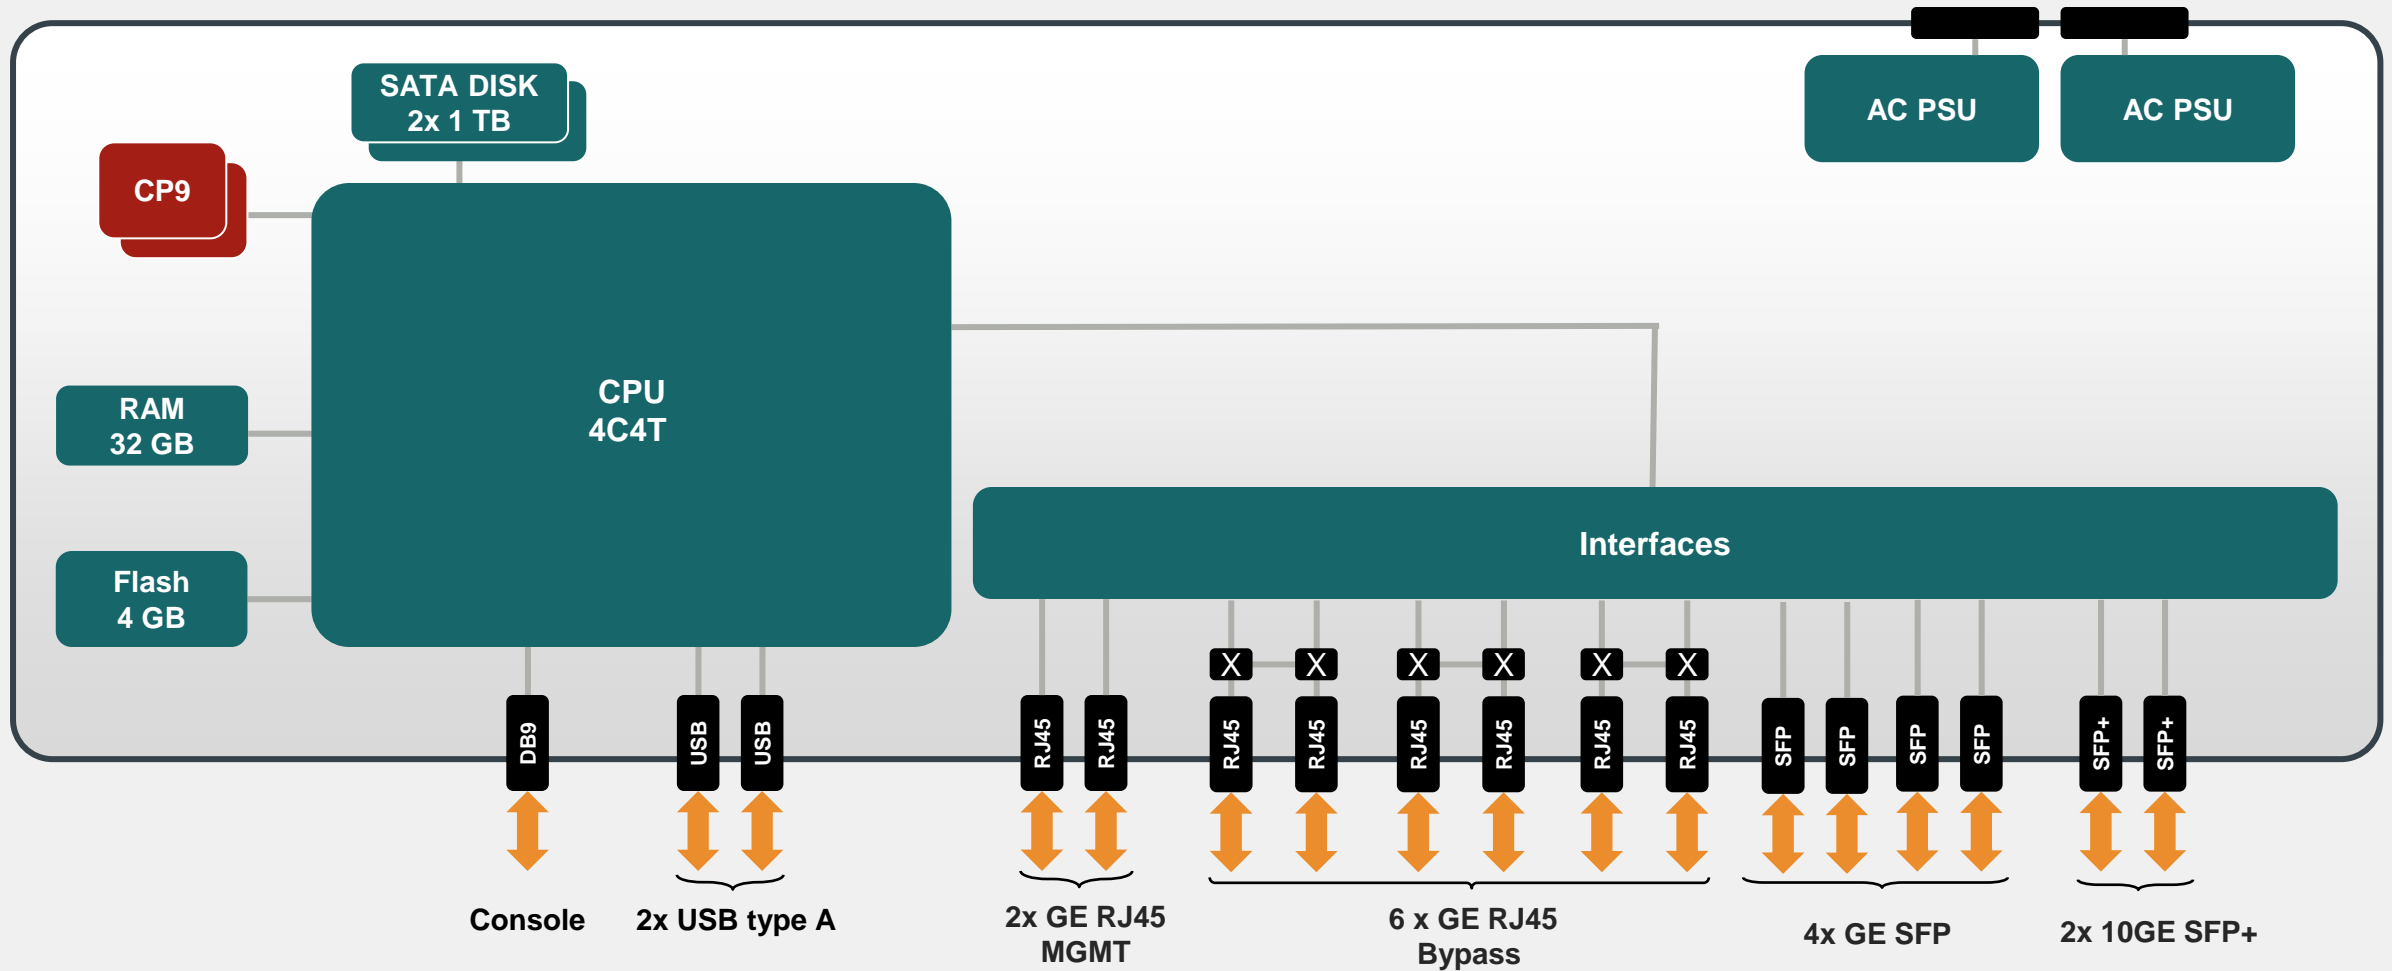 SATA DISK
2x 1 TB
AC PSU
AC PSU
CP9
CPU
4C4T
RAM
32 GB
Flash
4 GB
Interfaces
X
X
X
X
X
X
DB9
USB
USB
RJ45
RJ45
RJ45
RJ45
RJ45
RJ45
RJ45
RJ45
SFP
SFP
SFP
SFP
SFP+
SFP+
Console
2x USB type A
2x GE RJ45
MGMT
6 x GE RJ45
Bypass
4x GE SFP
2x 10GE SFP+